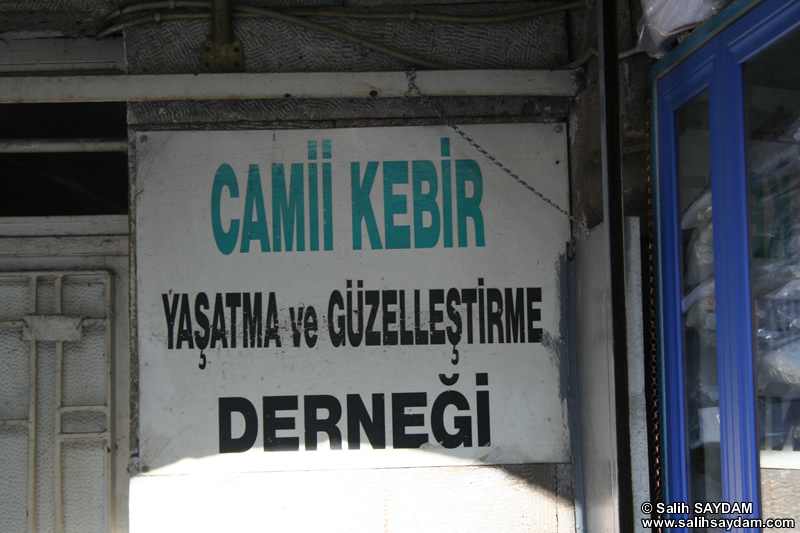 CAMİİ KEBİR
YAŞATMA ve GÜZELLEŞTİRME
DERNEĞİ
© Salih SAYDAM
www.salihsaydam.com